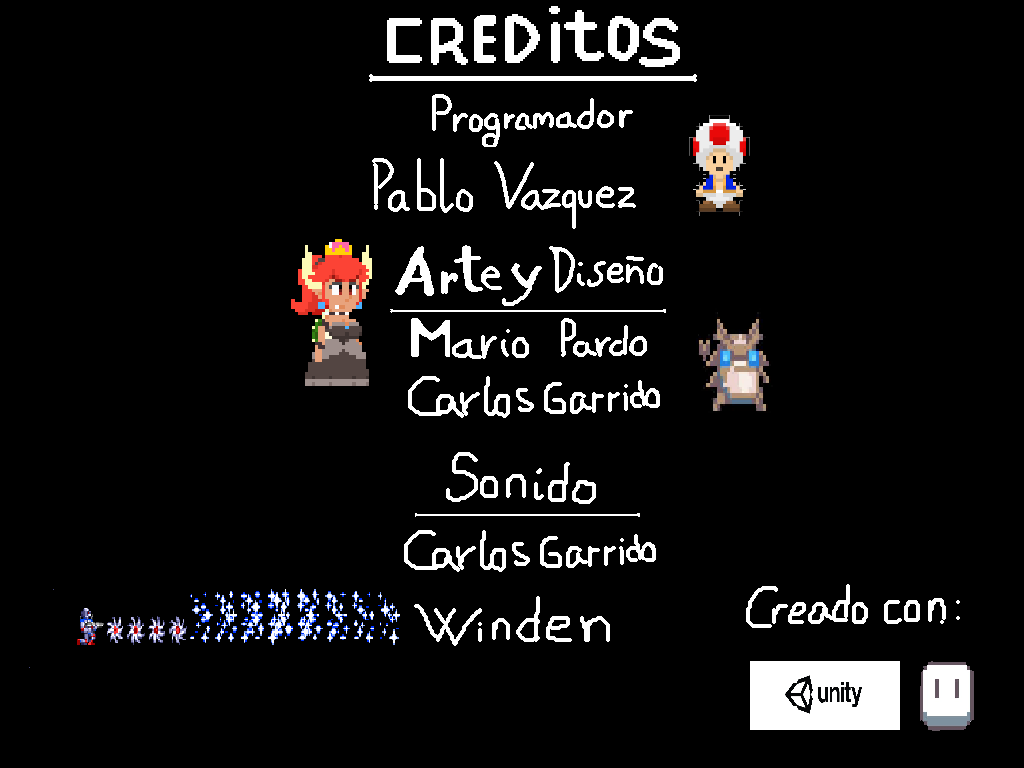 CREDITOS
Programador
Pablo Vazquez
Arte y Diseño
Mario Pardo
Carlos Garrido
Sonido
Carlos Garrido
Winden
Creado con:
unity